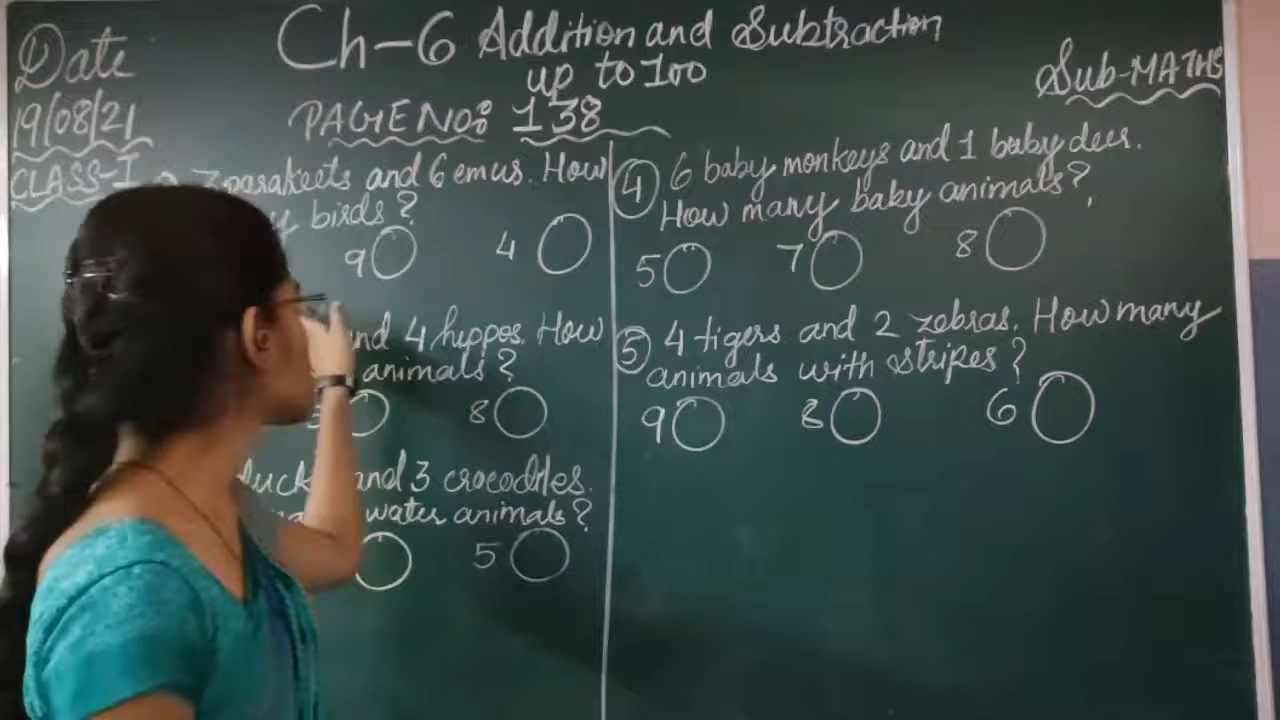 Date
19/08/21
CLASS-I
Ch-6 Addition and Subtraction
up to 100
Sub-MATHS
PAGE NO: 138
parakeets and 6 emus. How
birds?
9 4
4 hippos. How
animals?
8
and 3 crocodiles.
water animals?
5
④ 6 baby monkeys and 1 baby deer.
How many baby animals?
5 7 8
⑤ 4 tigers and 2 zebras. How many
animals with stripes?
9 8 6